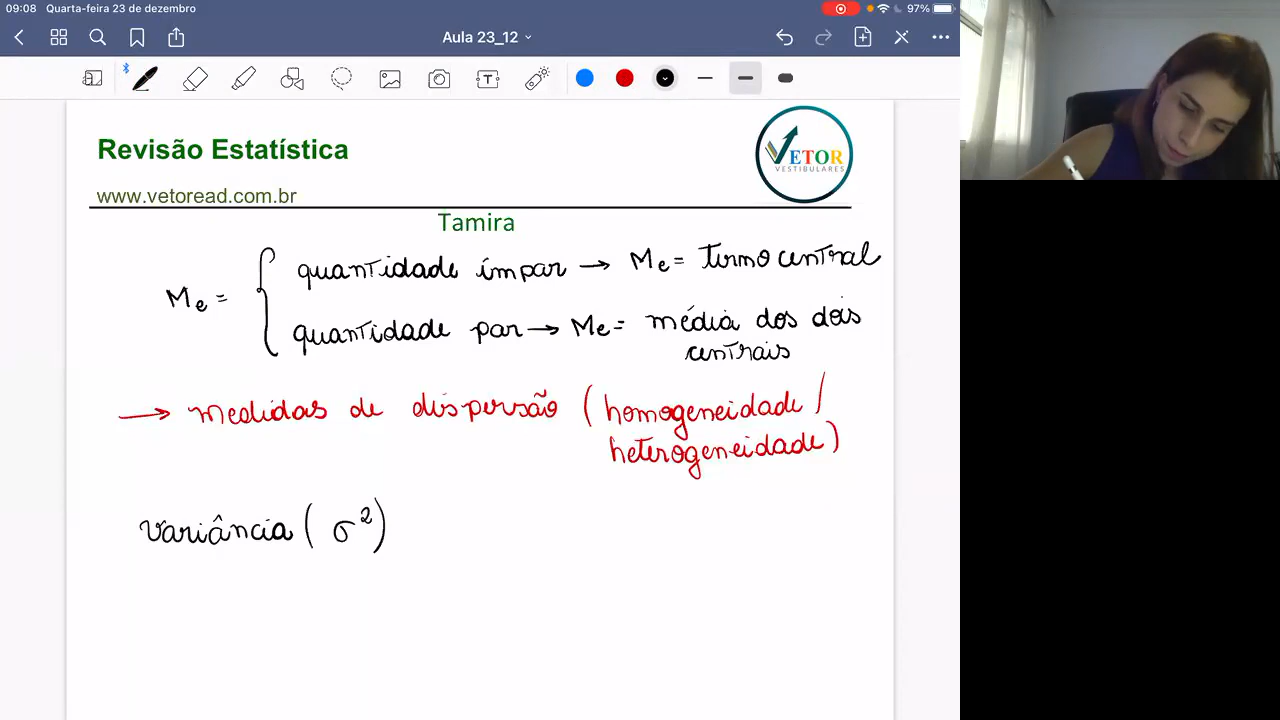 09:08 Quarta-feira 23 de dezembro 97%
Aula 23_12
T
Revisão Estatística
VETOR
VESTIBULARES
www.vetoread.com.br
Tamira
quantidade ímpar → Me = termo central
Me =
quantidade par → Me = média dos dois
centrais
→ medidas de dispersão (homogeneidade /
heterogeneidade)
variância (σ²)